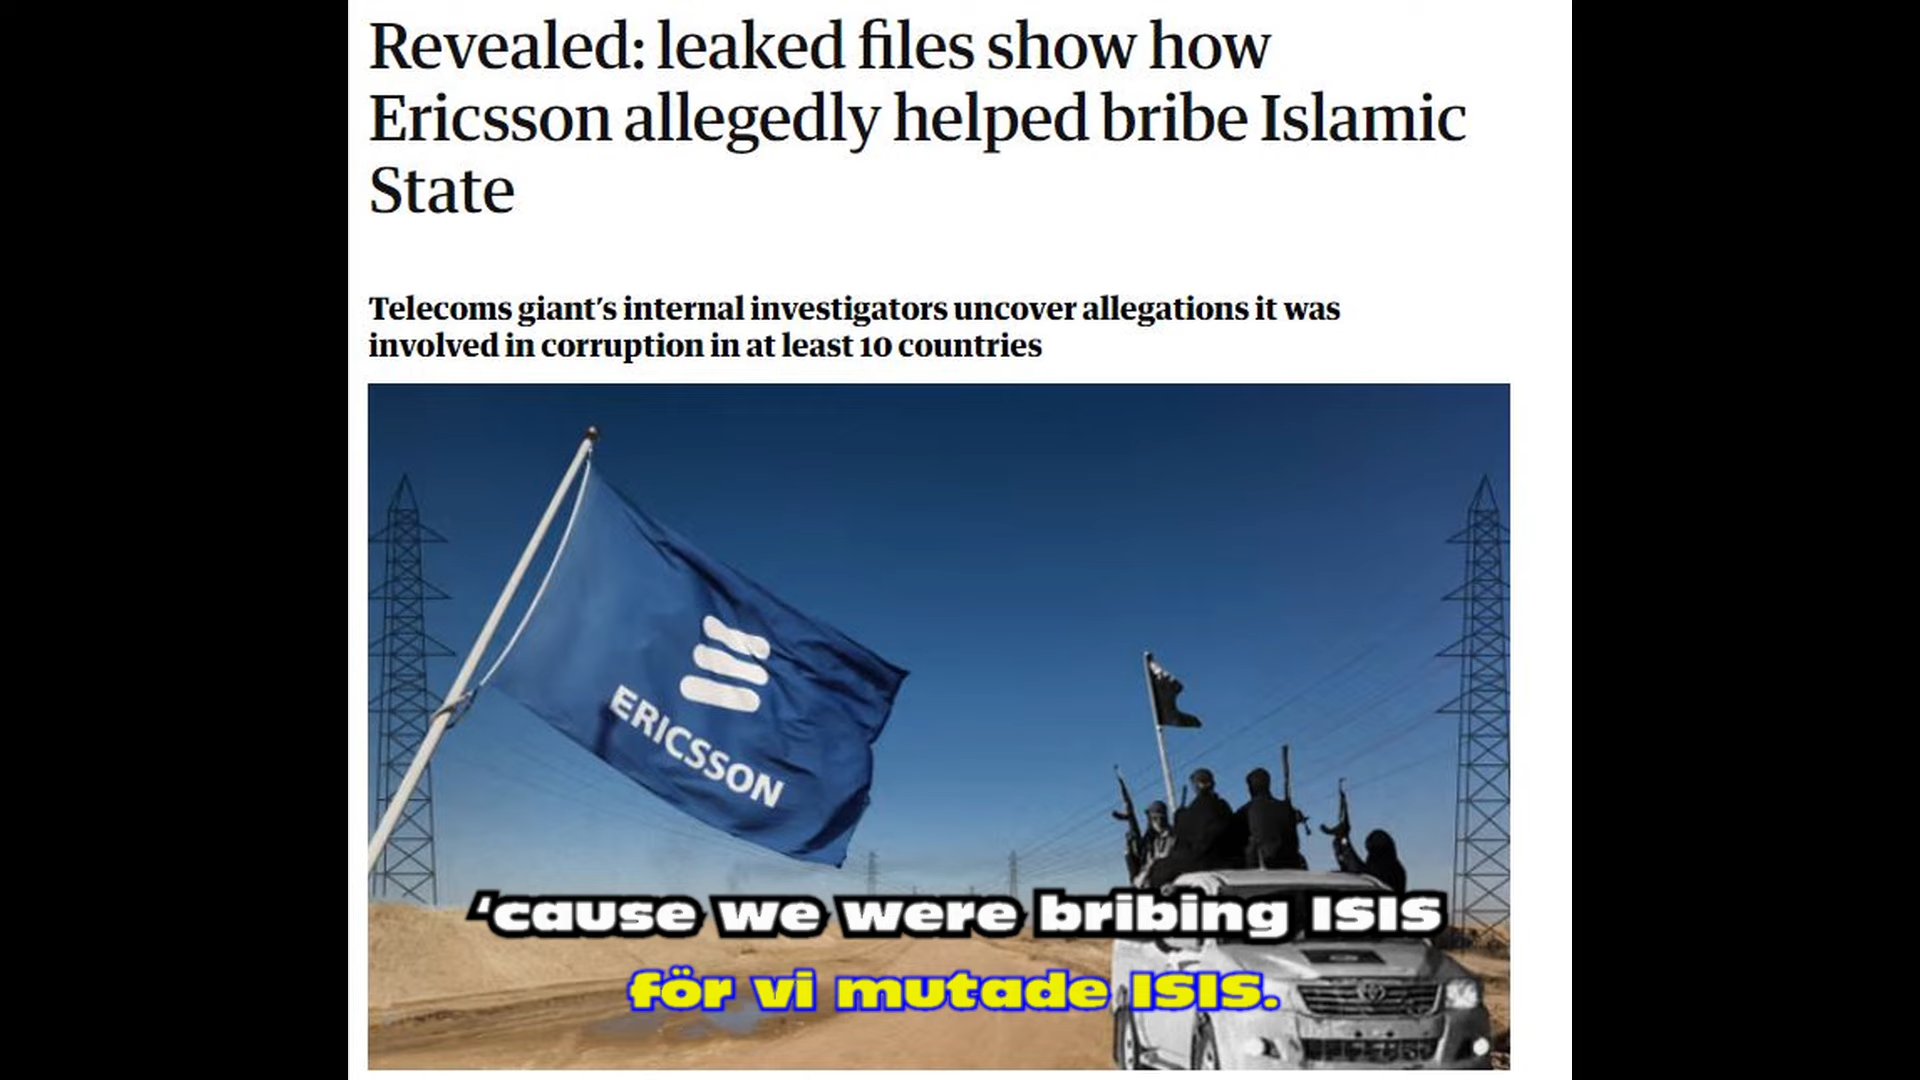 Revealed: leaked files show how
Ericsson allegedly helped bribe Islamic
State
Telecoms giant’s internal investigators uncover allegations it was
involved in corruption in at least 10 countries
ERICSSON
‘cause we were bribing ISIS
för vi mutade ISIS.